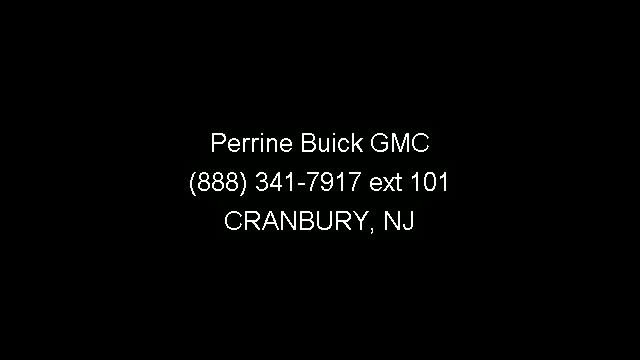 Perrine Buick GMC
(888) 341-7917 ext 101
CRANBURY, NJ